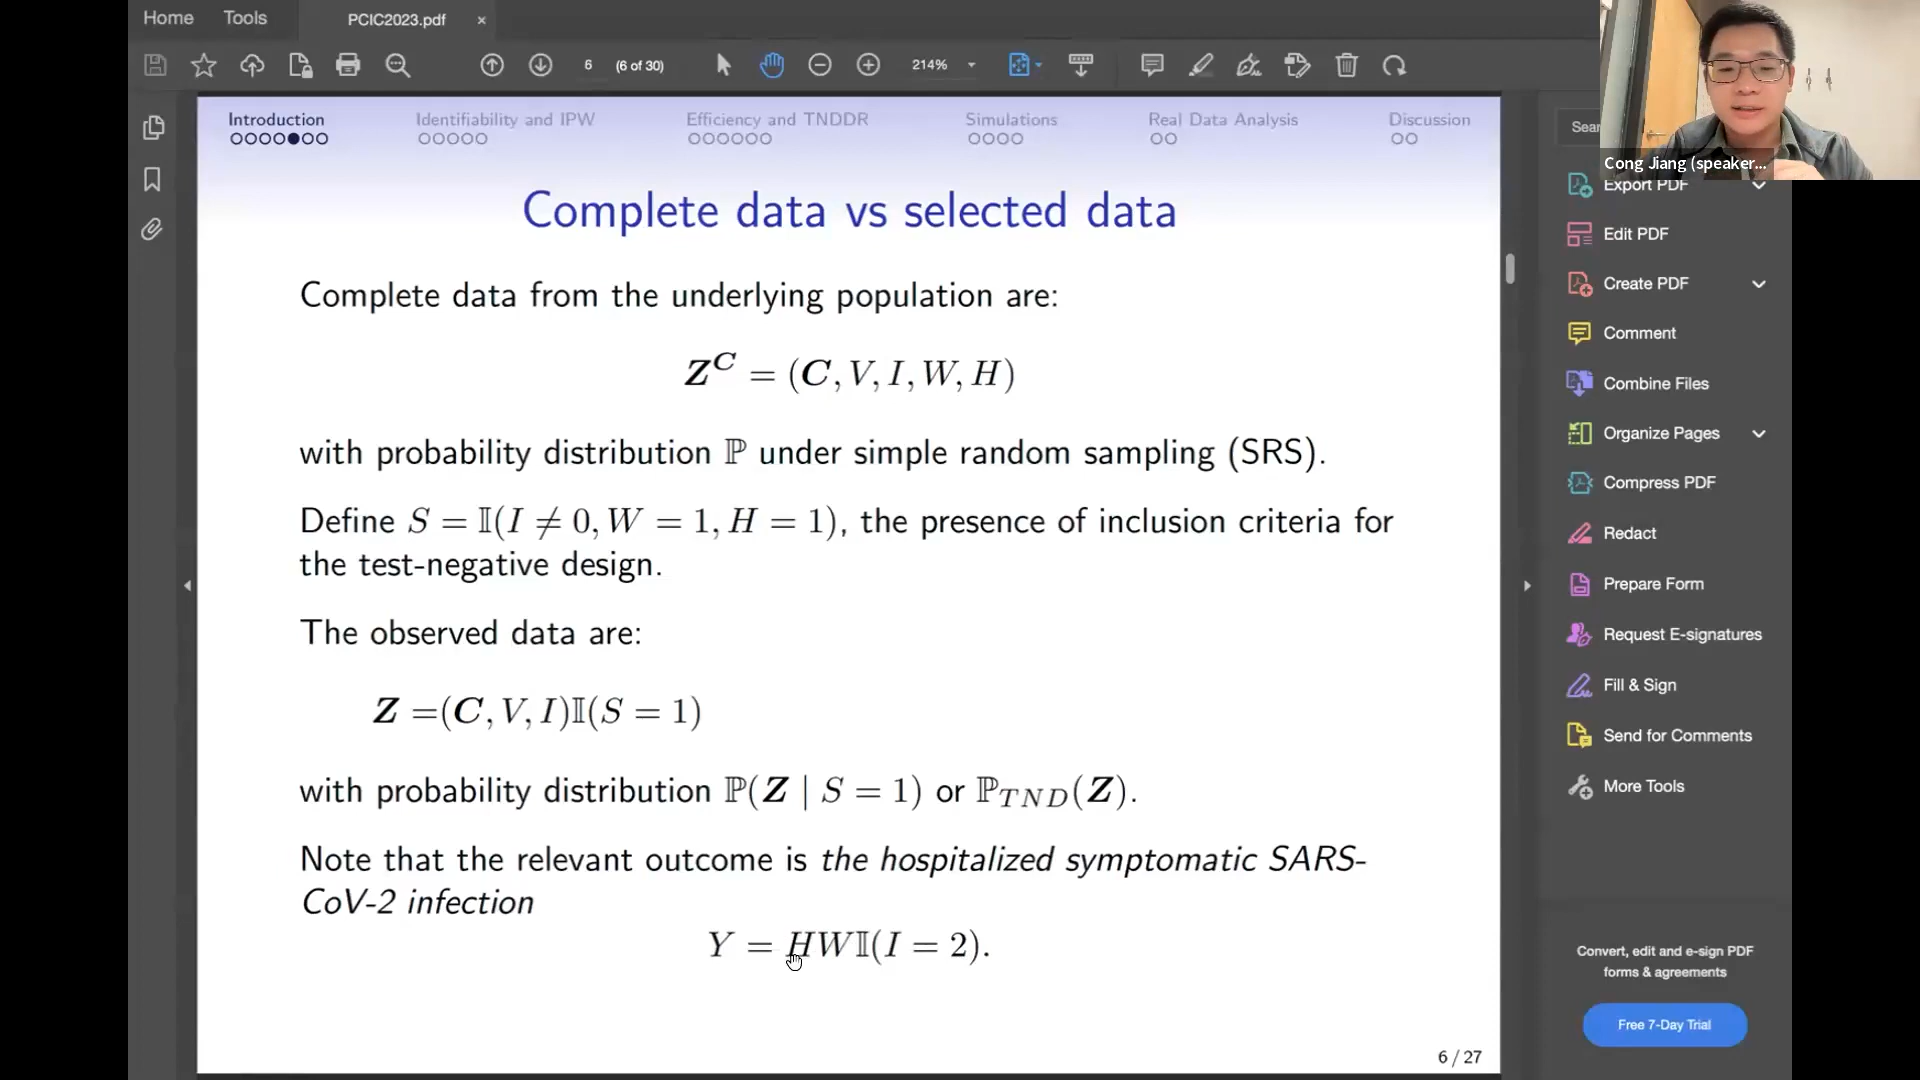 Home Tools PCIC2023.pdf ×
6 (6 of 30) 214%
Introduction Identifiability and IPW Efficiency and TNDDR Simulations Real Data Analysis Discussion
Complete data vs selected data
Complete data from the underlying population are:
𝒁^𝑪 = (𝑪, V, I, W, H)
with probability distribution ℙ under simple random sampling (SRS).
Define S = 𝕀(I ≠ 0, W = 1, H = 1), the presence of inclusion criteria for
the test-negative design.
The observed data are:
𝒁 =(𝑪, V, I)𝕀(S = 1)
with probability distribution ℙ(𝒁 | S = 1) or ℙ_TND(𝒁).
Note that the relevant outcome is the hospitalized symptomatic SARS-
CoV-2 infection
Y = HW𝕀(I = 2).
6 / 27
Cong Jiang (speaker...
Export PDF
Edit PDF
Create PDF
Comment
Combine Files
Organize Pages
Compress PDF
Redact
Prepare Form
Request E-signatures
Fill & Sign
Send for Comments
More Tools
Convert, edit and e-sign PDF
forms & agreements
Free 7-Day Trial